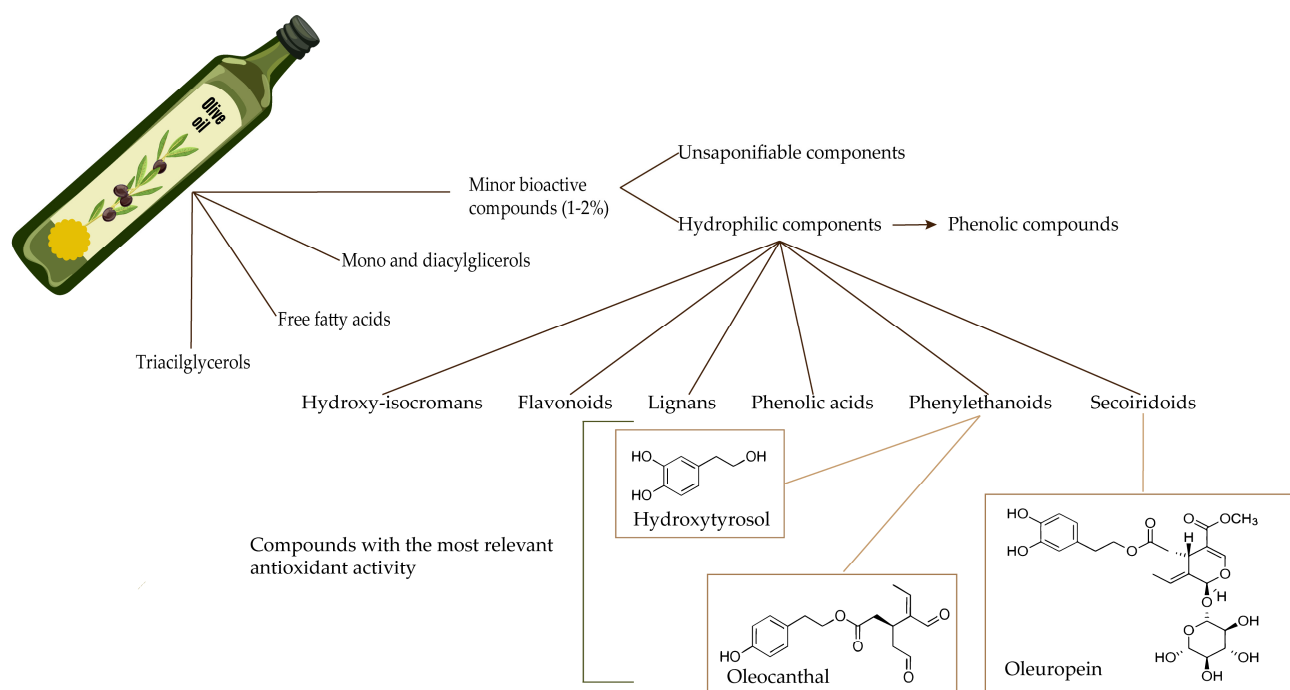 Olive
oil
Unsaponifiable components
Minor bioactive
compounds (1-2%)
Hydrophilic components
Phenolic compounds
Mono and diacylglicerols
Free fatty acids
Triacilglycerols
Hydroxy-isocromans
Flavonoids
Lignans
Phenolic acids
Phenylethanoids
Secoiridoids
HO
OH
HO
Hydroxytyrosol
Compounds with the most relevant
antioxidant activity
O
O
O
O
HO
Oleocanthal
HO
HO
O
O
O
OCH3
H
O
O
H
O
OH
HO
OH
OH
Oleuropein